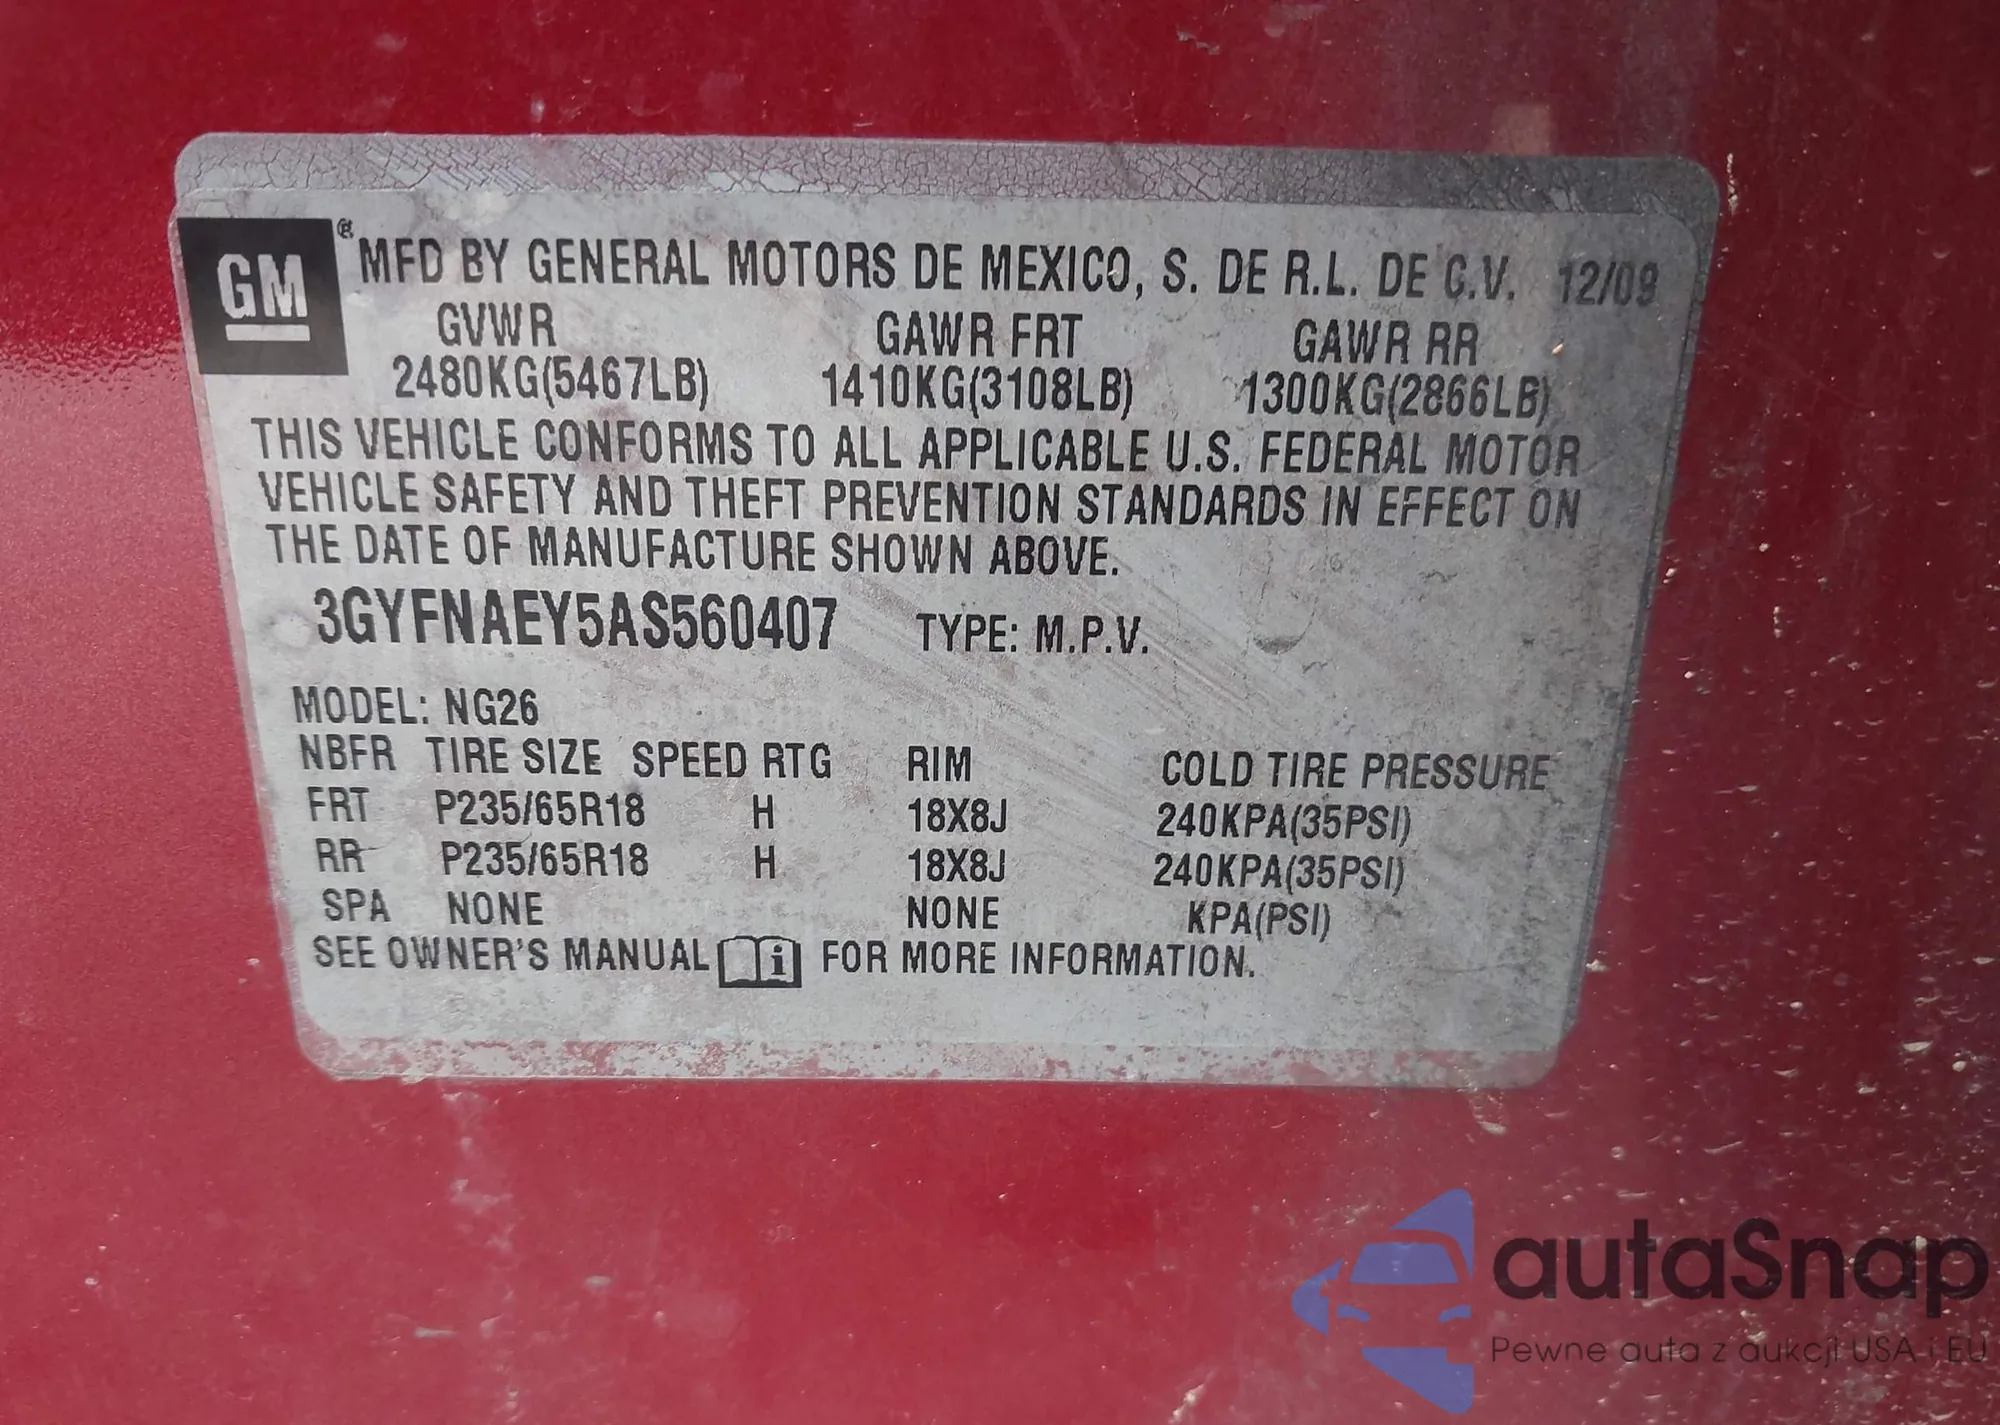 GM ® MFD BY GENERAL MOTORS DE MEXICO, S. DE R.L. DE C.V. 12/09
GVWR GAWR FRT GAWR RR
2480KG(5467LB) 1410KG(3108LB) 1300KG(2866LB)
THIS VEHICLE CONFORMS TO ALL APPLICABLE U.S. FEDERAL MOTOR
VEHICLE SAFETY AND THEFT PREVENTION STANDARDS IN EFFECT ON
THE DATE OF MANUFACTURE SHOWN ABOVE.
3GYFNAEY5AS560407 TYPE: M.P.V.
MODEL: NG26
NBFR TIRE SIZE SPEED RTG RIM COLD TIRE PRESSURE
FRT P235/65R18 H 18X8J 240KPA(35PSI)
RR P235/65R18 H 18X8J 240KPA(35PSI)
SPA NONE NONE KPA(PSI)
SEE OWNER'S MANUAL i FOR MORE INFORMATION.
autaSnap
Pewne auta z aukcji USA i EU